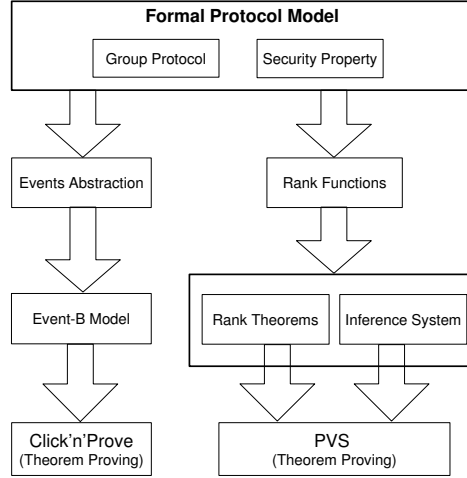 Formal Protocol Model
Group Protocol
Security Property
Events Abstraction
Rank Functions
Event-B Model
Rank Theorems
Inference System
Click'n'Prove
(Theorem Proving)
PVS
(Theorem Proving)